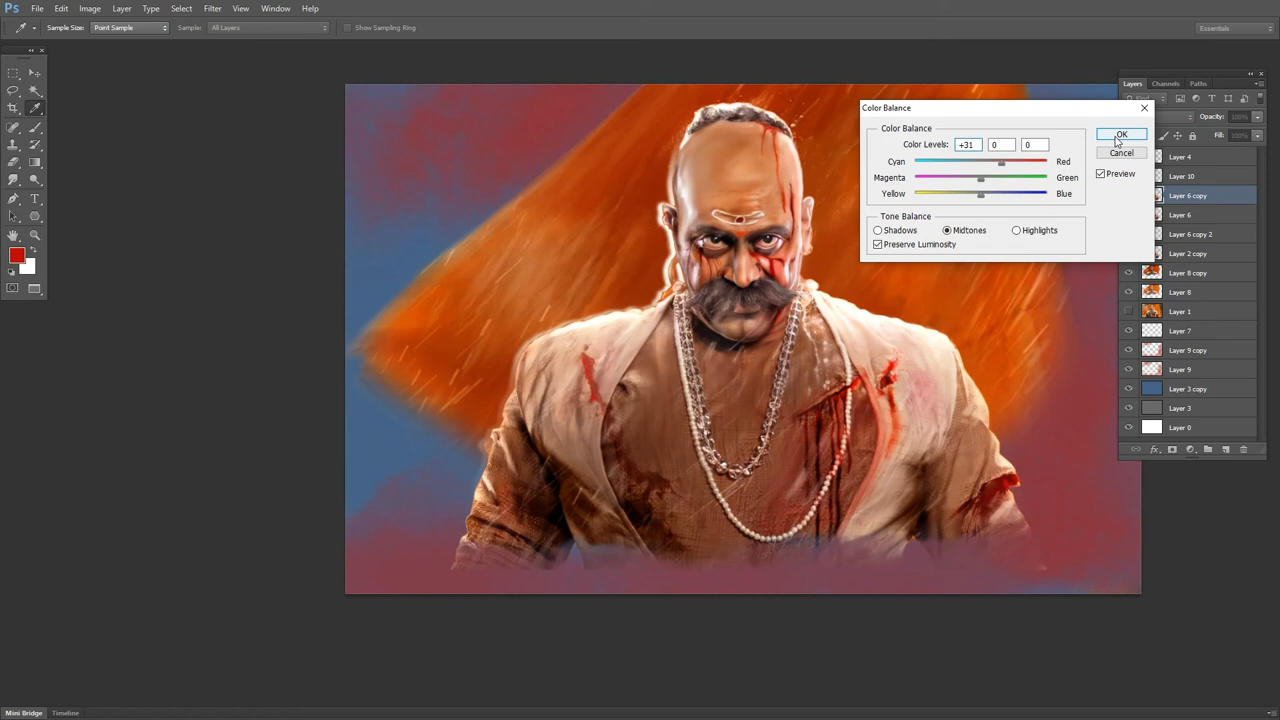 Ps File Edit Image Layer Type Select Filter View Window Help
Sample Size: Point Sample Sample: All Layers Show Sampling Ring Essentials
Layers Channels Paths
Color Balance
Opacity: 100%
Color Balance
OK
Fill: 100%
Color Levels: +31 0 0
Cancel
Layer 4
Cyan Red
Preview
Layer 10
Magenta Green
Yellow Blue
Layer 6 copy
Tone Balance
Layer 6
Shadows Midtones Highlights
Layer 6 copy 2
Preserve Luminosity
Layer 2 copy
Layer 8 copy
Layer 8
Layer 1
Layer 7
Layer 9 copy
Layer 9
Layer 3 copy
Layer 3
Layer 0
fx
Mini Bridge Timeline